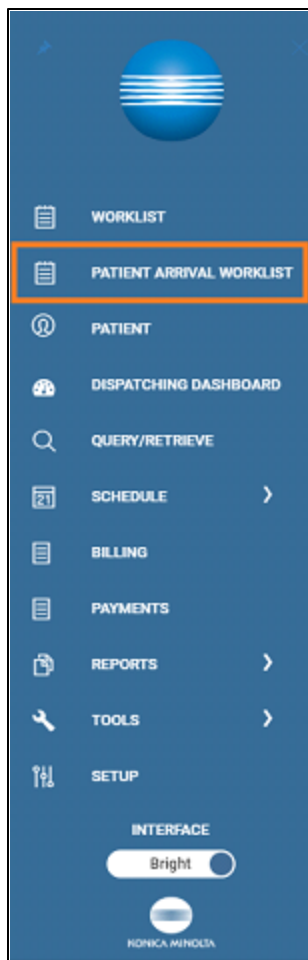 WORKLIST
PATIENT ARRIVAL WORKLIST
PATIENT
DISPATCHING DASHBOARD
QUERY/RETRIEVE
21
SCHEDULE
BILLING
PAYMENTS
REPORTS
TOOLS
SETUP
INTERFACE
Bright
KONICA MINOLTA